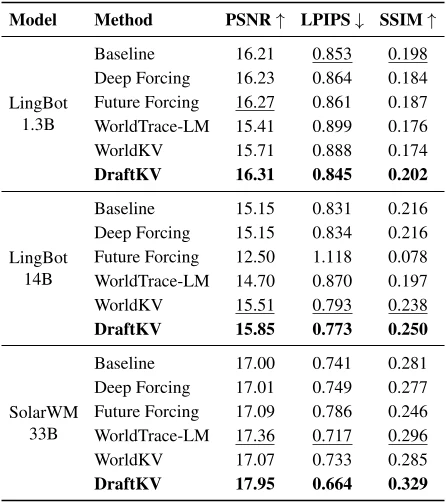 Model Method PSNR ↑ LPIPS ↓ SSIM ↑
Baseline 16.21 0.853 0.198
Deep Forcing 16.23 0.864 0.184
LingBot Future Forcing 16.27 0.861 0.187
1.3B WorldTrace-LM 15.41 0.899 0.176
WorldKV 15.71 0.888 0.174
DraftKV 16.31 0.845 0.202
Baseline 15.15 0.831 0.216
Deep Forcing 15.15 0.834 0.216
LingBot Future Forcing 12.50 1.118 0.078
14B WorldTrace-LM 14.70 0.870 0.197
WorldKV 15.51 0.793 0.238
DraftKV 15.85 0.773 0.250
Baseline 17.00 0.741 0.281
Deep Forcing 17.01 0.749 0.277
SolarWM Future Forcing 17.09 0.786 0.246
33B WorldTrace-LM 17.36 0.717 0.296
WorldKV 17.07 0.733 0.285
DraftKV 17.95 0.664 0.329